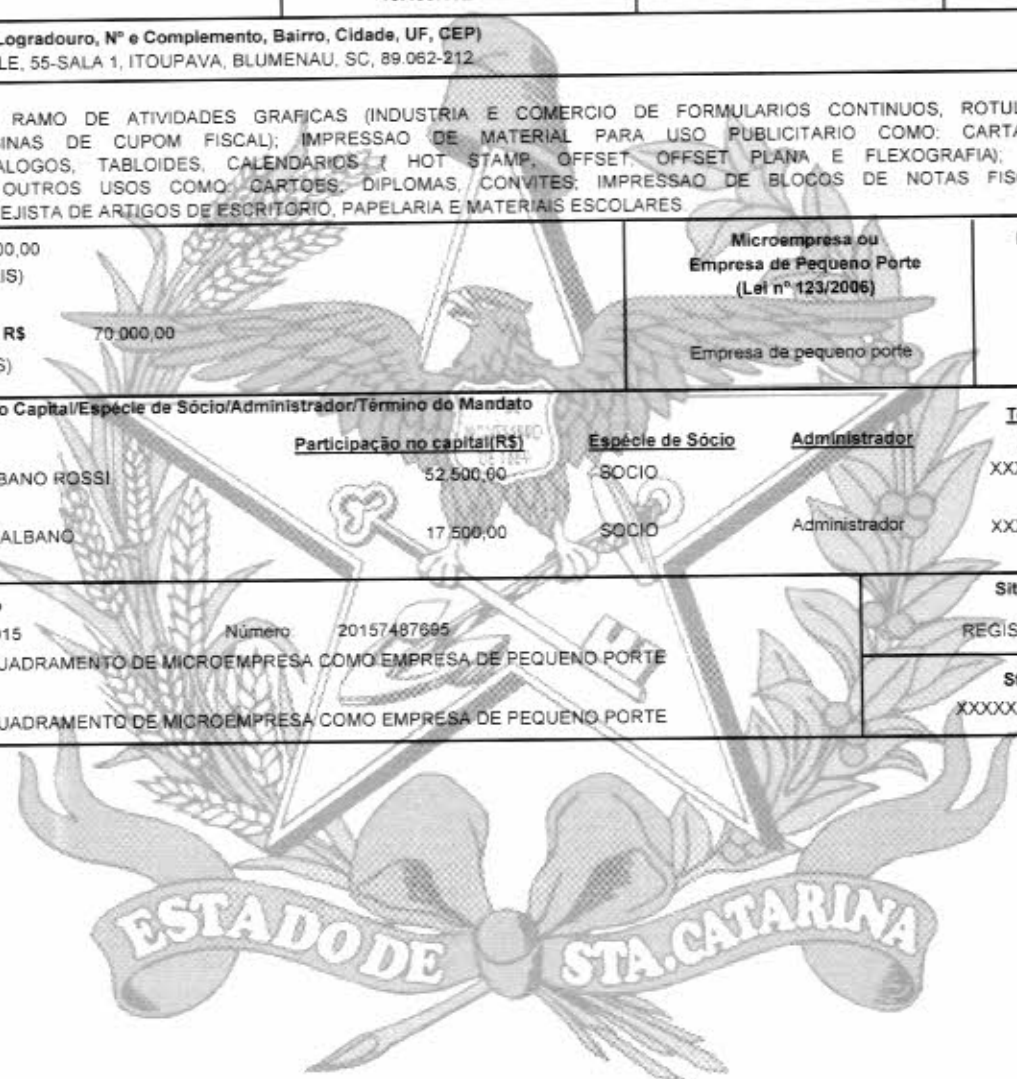 Logradouro, Nº e Complemento, Bairro, Cidade, UF, CEP)
LE, 55-SALA 1, ITOUPAVA, BLUMENAU, SC, 89.062-212
RAMO DE ATIVIDADES GRAFICAS (INDUSTRIA E COMERCIO DE FORMULARIOS CONTINUOS, ROTUL
INAS DE CUPOM FISCAL); IMPRESSAO DE MATERIAL PARA USO PUBLICITARIO COMO: CARTA
ALOGOS, TABLOIDES, CALENDARIOS ( HOT STAMP, OFFSET, OFFSET PLANA E FLEXOGRAFIA);
OUTROS USOS COMO CARTOES, DIPLOMAS, CONVITES; IMPRESSAO DE BLOCOS DE NOTAS FISC
EJISTA DE ARTIGOS DE ESCRITORIO, PAPELARIA E MATERIAIS ESCOLARES
00,00
IS)
R$ 70.000,00
S)
Microempresa ou
Empresa de Pequeno Porte
(Lei nº 123/2006)
Empresa de pequeno porte
o Capital/Espécie de Sócio/Administrador/Término do Mandato
Participação no capital(R$) Espécie de Sócio Administrador
BANO ROSSI 52.500,00 SOCIO XX
ALBANO 17.500,00 SOCIO Administrador XX
015 Número: 20157487695
UADRAMENTO DE MICROEMPRESA COMO EMPRESA DE PEQUENO PORTE
UADRAMENTO DE MICROEMPRESA COMO EMPRESA DE PEQUENO PORTE
Sit
REGIS
St
XXXXX
ESTADO DE STA.CATARINA